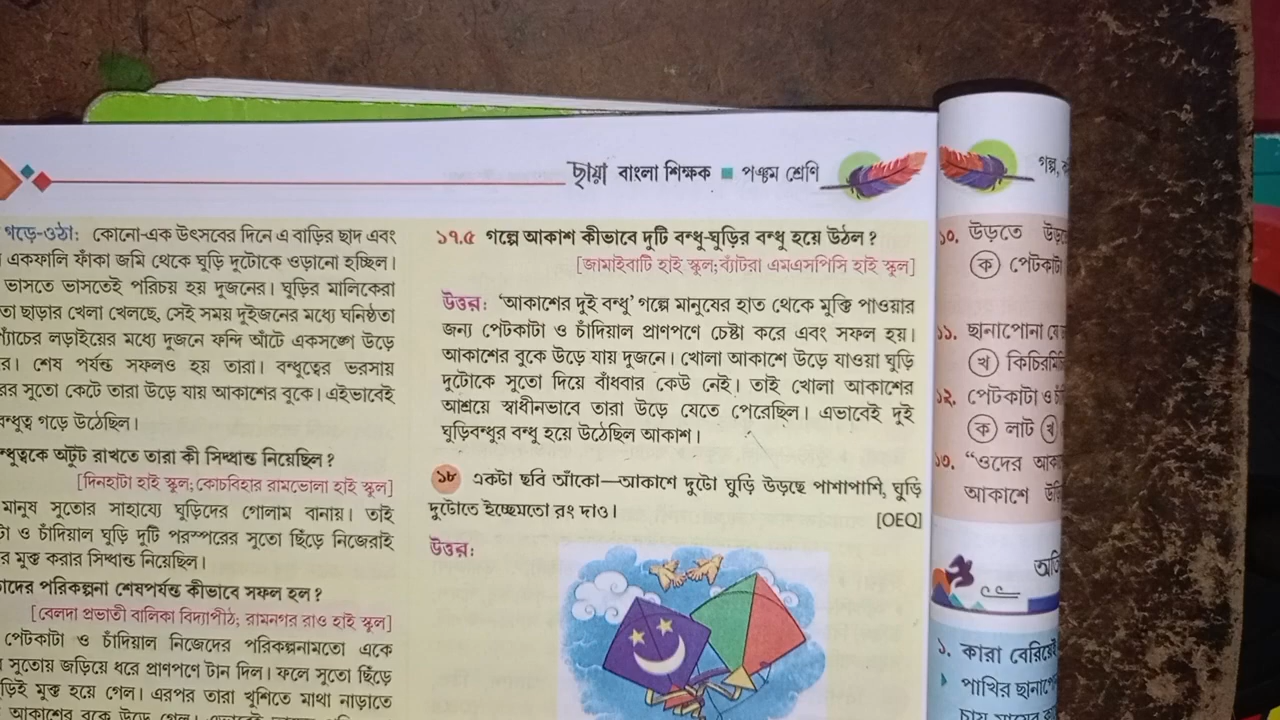 ছায়া বাংলা শিক্ষক ■ পঞ্চম শ্রেণি
গড়ে-ওঠা: কোনো-এক উৎসবের দিনে এ বাড়ির ছাদ এবং
একফালি ফাঁকা জমি থেকে ঘুড়ি দুটোকে ওড়ানো হচ্ছিল।
ভাসতে ভাসতেই পরিচয় হয় দুজনের। ঘুড়ির মালিকেরা
ছাড়ার খেলা খেলছে, সেই সময় দুইজনের মধ্যে ঘনিষ্ঠতা
লড়াইয়ের মধ্যে দুজনে ফন্দি আঁটে একসঙ্গে উড়ে
শেষ পর্যন্ত সফলও হয় তারা। বন্ধুত্বের ভরসায়
সুতো কেটে তারা উড়ে যায় আকাশের বুকে। এইভাবেই
গড়ে উঠেছিল।
অটুট রাখতে তারা কী সিদ্ধান্ত নিয়েছিল?
[দিনহাটা হাই স্কুল; কোচবিহার রামভোলা হাই স্কুল]
মানুষ সুতোর সাহায্যে ঘুড়িদের গোলাম বানায়। তাই
ও চাঁদিয়াল ঘুড়ি দুটি পরস্পরের সুতো ছিঁড়ে নিজেরাই
মুক্ত করার সিদ্ধান্ত নিয়েছিল।
পরিকল্পনা শেষপর্যন্ত কীভাবে সফল হল?
[বেলদা প্রভাতী বালিকা বিদ্যাপীঠ; রামনগর রাও হাই স্কুল]
পেটকাটা ও চাঁদিয়াল নিজেদের পরিকল্পনামতো একে
সুতোয় জড়িয়ে ধরে প্রাণপণে টান দিল। ফলে সুতো ছিঁড়ে
মুক্ত হয়ে গেল। এরপর তারা খুশিতে মাথা নাড়াতে
আকাশের বুকে উড়ে গেল।
১৭.৫ গল্পে আকাশ কীভাবে দুটি বন্ধু-ঘুড়ির বন্ধু হয়ে উঠল?
[জামাইবাটি হাই স্কুল; ব্যাঁটরা এমএসপিসি হাই স্কুল]
উত্তর: ‘আকাশের দুই বন্ধু’ গল্পে মানুষের হাত থেকে মুক্তি পাওয়ার
জন্য পেটকাটা ও চাঁদিয়াল প্রাণপণে চেষ্টা করে এবং সফল হয়।
আকাশের বুকে উড়ে যায় দুজনে। খোলা আকাশে উড়ে যাওয়া ঘুড়ি
দুটোকে সুতো দিয়ে বাঁধবার কেউ নেই। তাই খোলা আকাশের
আশ্রয়ে স্বাধীনভাবে তারা উড়ে যেতে পেরেছিল। এভাবেই দুই
ঘুড়িবন্ধুর বন্ধু হয়ে উঠেছিল আকাশ।
১৮ একটা ছবি আঁকো—আকাশে দুটো ঘুড়ি উড়ছে পাশাপাশি, ঘুড়ি
দুটোতে ইচ্ছেমতো রং দাও।
[OEQ]
উত্তর:
গল্প,
১০. উড়তে
ক পেটকাটা
১১. ছানাপোনা
খ
১২. পেটকাটা ও
ক লাট খ
১৩. “ওদের
আকাশে
১. কারা
পাখির